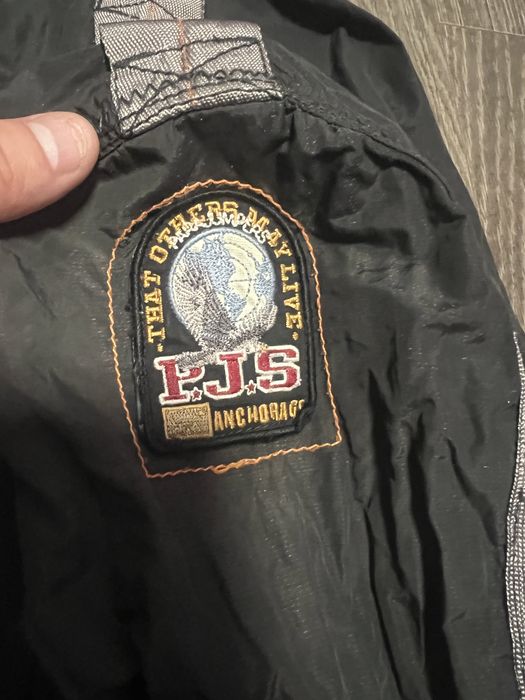 ·THAT OTHERS MAY LIVE·
PARAJUMPERS
P.J.S
ANCHORAGE